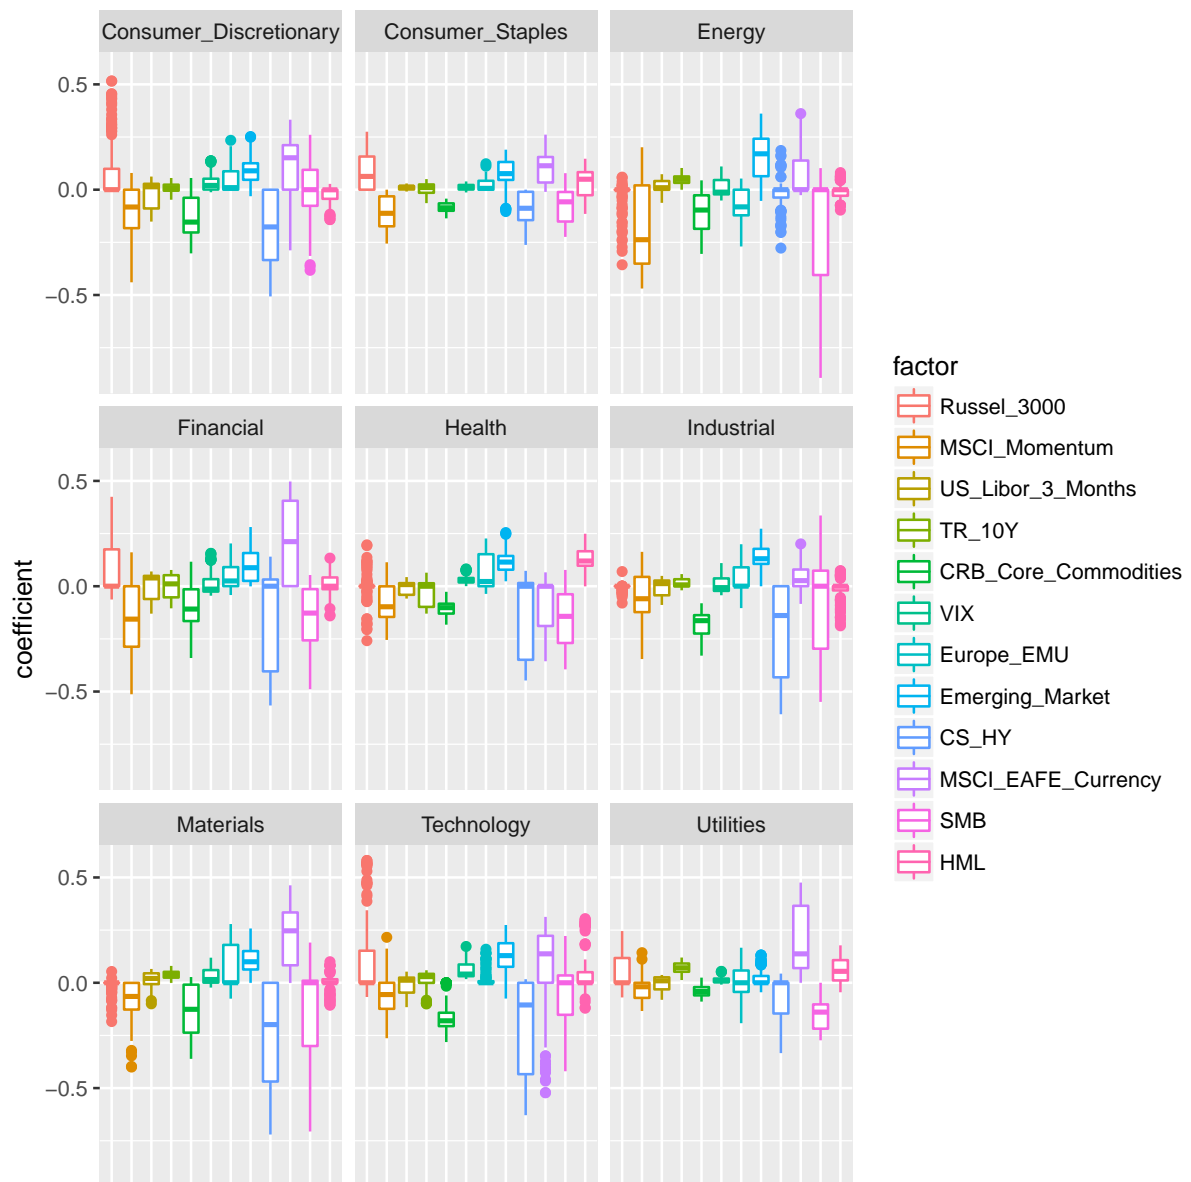 Consumer_Discretionary
Consumer_Staples
Energy
0.5
0.0
−0.5
Financial
Health
Industrial
0.5
0.0
−0.5
coefficient
Materials
Technology
Utilities
0.5
0.0
−0.5
factor
Russel_3000
MSCI_Momentum
US_Libor_3_Months
TR_10Y
CRB_Core_Commodities
VIX
Europe_EMU
Emerging_Market
CS_HY
MSCI_EAFE_Currency
SMB
HML